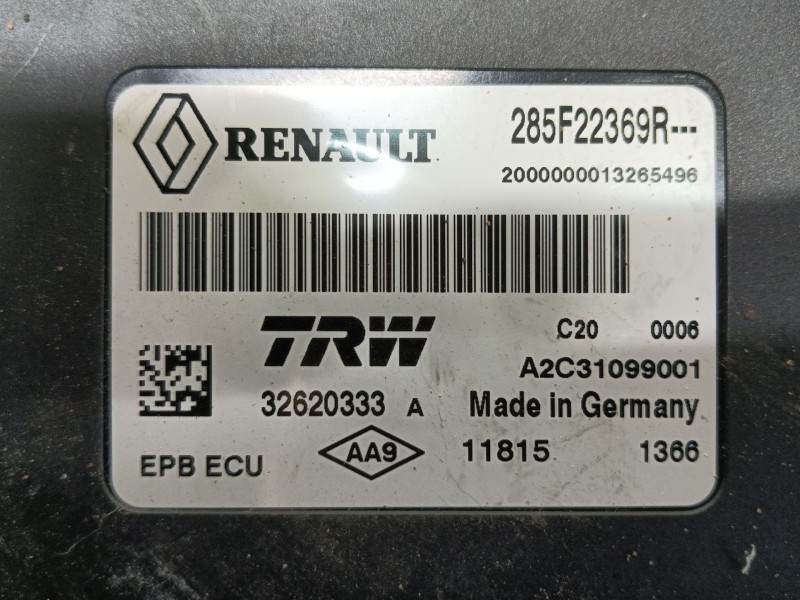 RENAULT
285F22369R---
2000000013265496
TRW
C20 0006
A2C31099001
32620333 A
Made in Germany
EPB ECU
AA9
11815 1366